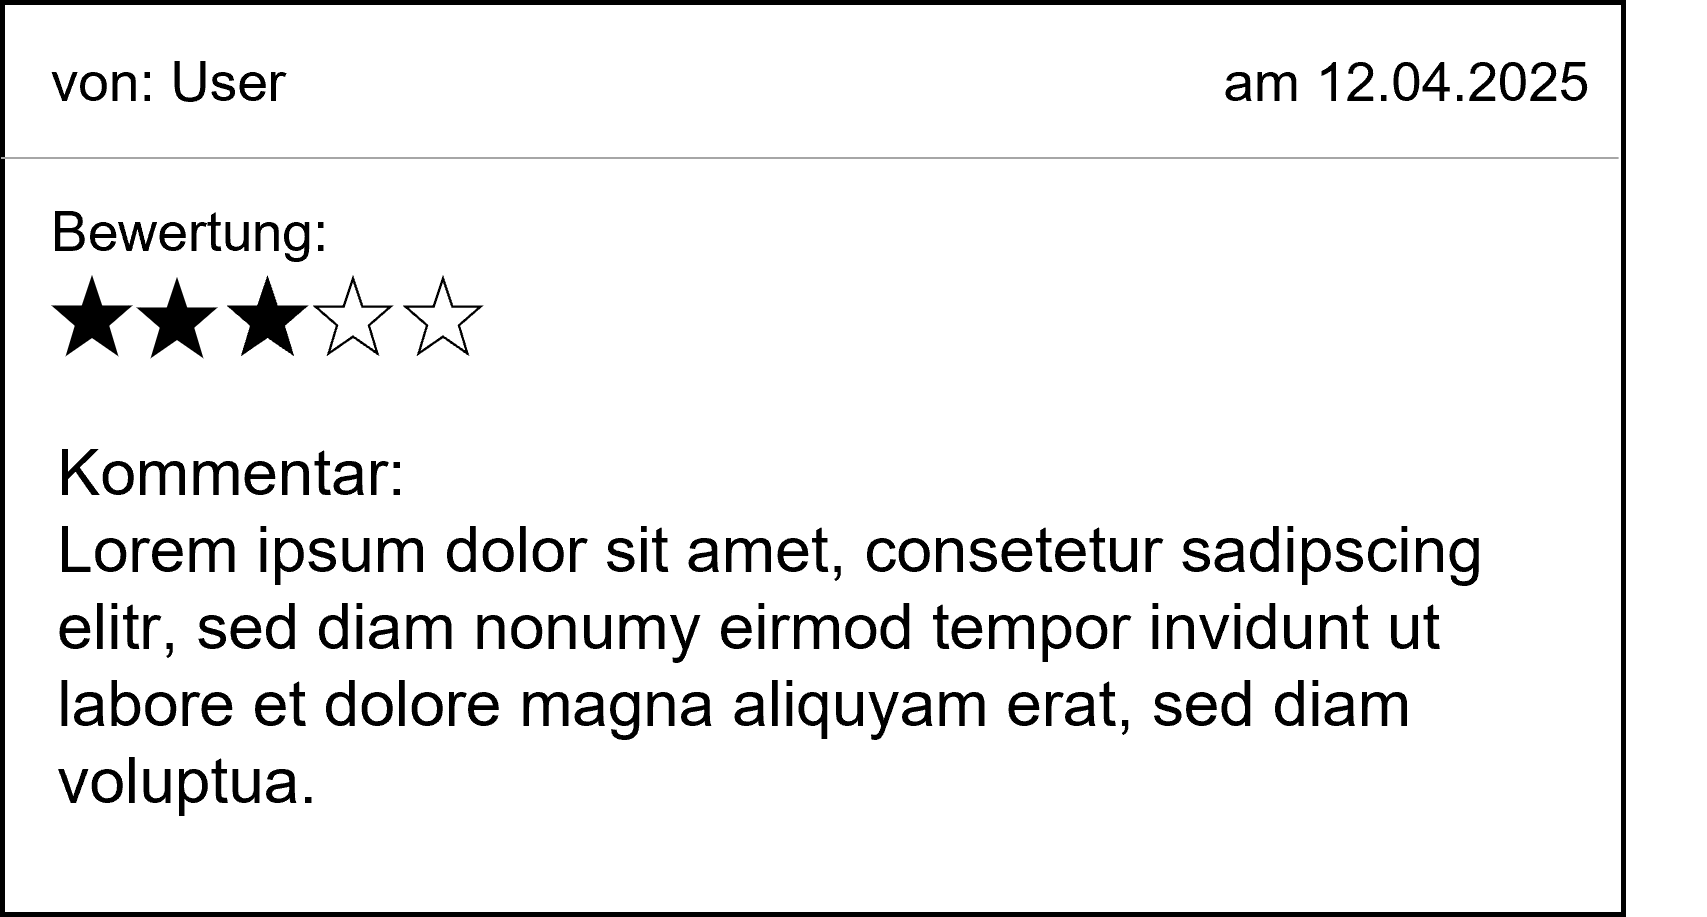 von: User am 12.04.2025
Bewertung:
★★★☆☆
Kommentar:
Lorem ipsum dolor sit amet, consetetur sadipscing
elitr, sed diam nonumy eirmod tempor invidunt ut
labore et dolore magna aliquyam erat, sed diam
voluptua.